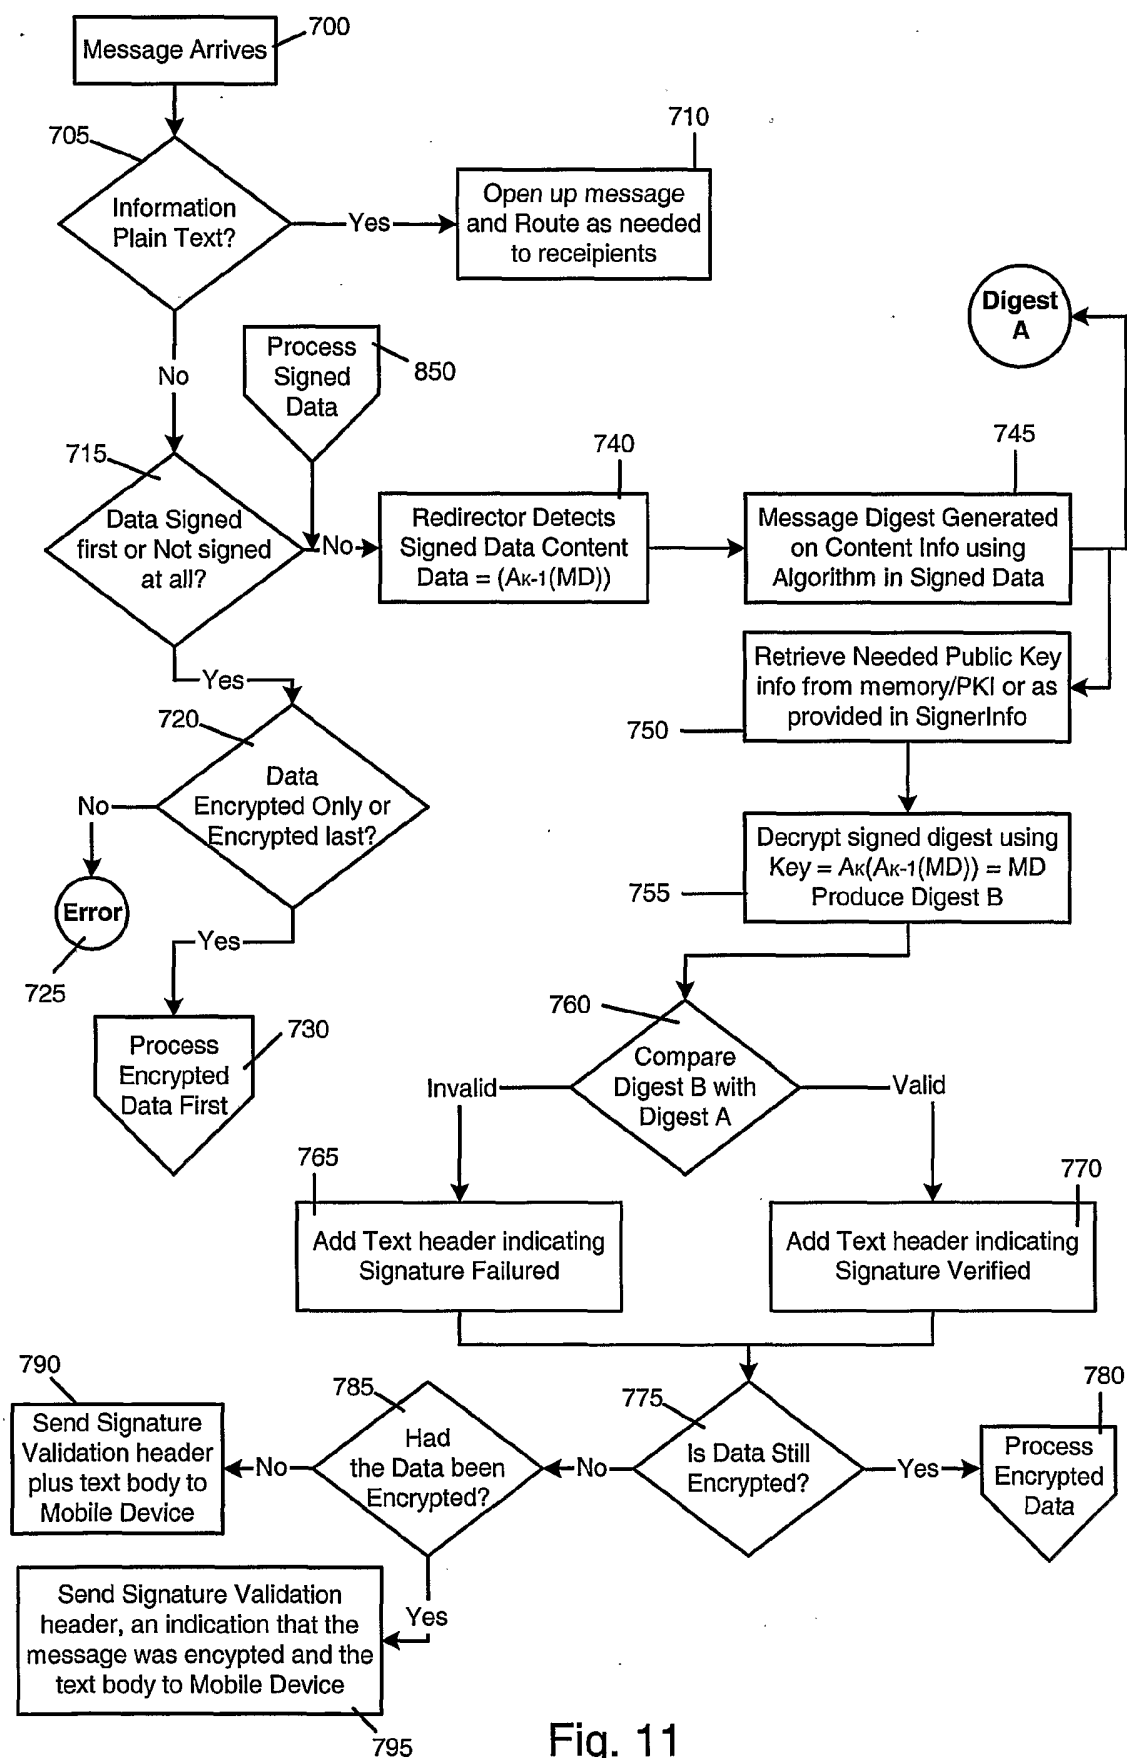 700
Message Arrives
705
710
Information
Plain Text?
Yes
Open up message
and Route as needed
to receipients
Digest
A
No
Process
Signed
Data
850
715
740
745
Data Signed
first or Not signed
at all?
No
Redirector Detects
Signed Data Content
Data = (AK-1(MD))
Message Digest Generated
on Content Info using
Algorithm in Signed Data
Yes
Retrieve Needed Public Key
info from memory/PKI or as
provided in SignerInfo
750
720
Data
Encrypted Only or
Encrypted last?
No
Error
725
Yes
Decrypt signed digest using
Key = AK(AK-1(MD)) = MD
Produce Digest B
755
730
Process
Encrypted
Data First
760
Compare
Digest B with
Digest A
Invalid
Valid
765
770
Add Text header indicating
Signature Failured
Add Text header indicating
Signature Verified
790
785
775
780
Send Signature
Validation header
plus text body to
Mobile Device
No
Had
the Data been
Encrypted?
No
Is Data Still
Encrypted?
Yes
Process
Encrypted
Data
Send Signature Validation
header, an indication that the
message was encypted and the
text body to Mobile Device
Yes
795
Fig. 11